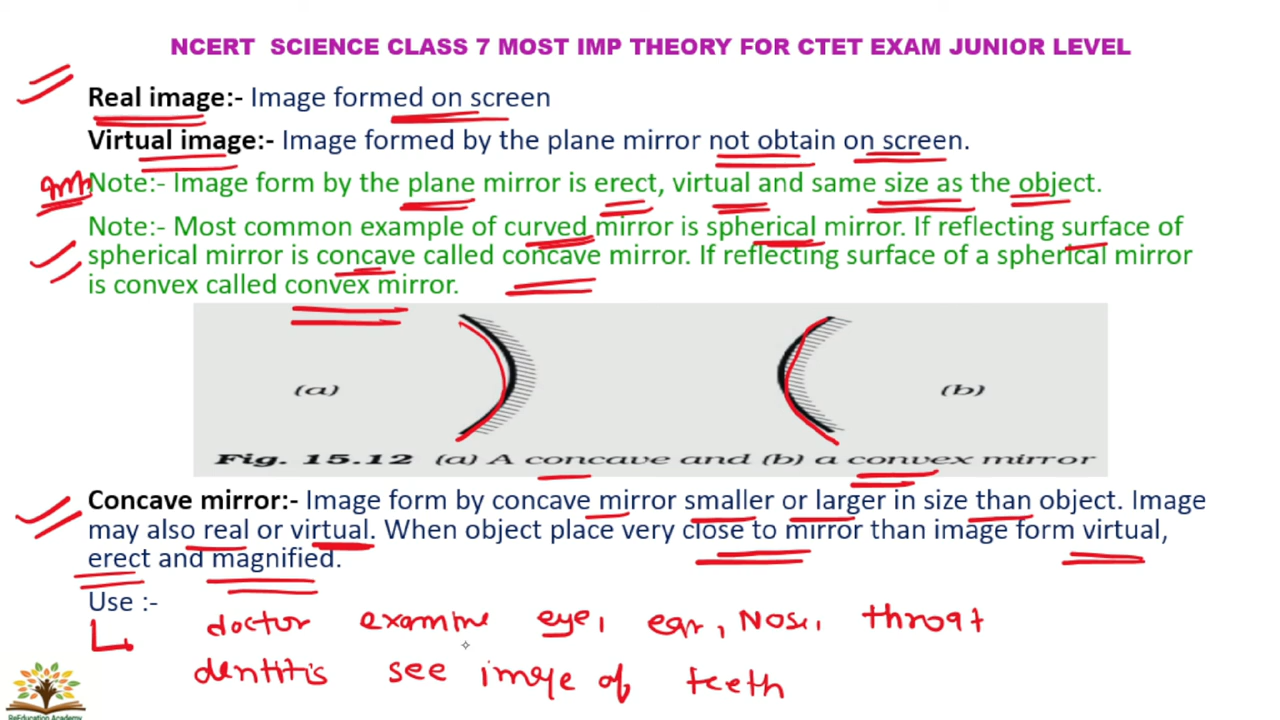 NCERT SCIENCE CLASS 7 MOST IMP THEORY FOR CTET EXAM JUNIOR LEVEL
Real image:- Image formed on screen
Virtual image:- Image formed by the plane mirror not obtain on screen.
Note:- Image form by the plane mirror is erect, virtual and same size as the object.
Note:- Most common example of curved mirror is spherical mirror. If reflecting surface of
spherical mirror is concave called concave mirror. If reflecting surface of a spherical mirror
is convex called convex mirror.
(a) (b)
Fig. 15.12 (a) A concave and (b) a convex mirror
Concave mirror:- Image form by concave mirror smaller or larger in size than object. Image
may also real or virtual. When object place very close to mirror than image form virtual,
erect and magnified.
Use :-
doctor examine eye, ear, Nose, throat
dentitis see image of teeth
ReEducation Academy